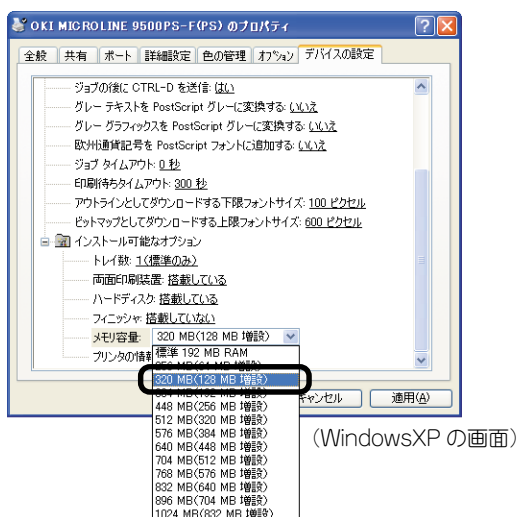 OKI MICROLINE 9500PS-F(PS) のプロパティ
全般 共有 ポート 詳細設定 色の管理 オプション デバイスの設定
ジョブの後に CTRL-D を送信: はい
グレー テキストを PostScript グレーに変換する: いいえ
グレー グラフィックスを PostScript グレーに変換する: いいえ
欧州通貨記号を PostScript フォントに追加する: いいえ
ジョブ タイムアウト: 0 秒
印刷待ちタイムアウト: 300 秒
アウトラインとしてダウンロードする下限フォントサイズ: 100 ピクセル
ビットマップとしてダウンロードする上限フォントサイズ: 600 ピクセル
インストール可能なオプション
トレイ数: 1(標準のみ)
両面印刷装置: 搭載している
ハードディスク: 搭載している
フィニッシャ: 搭載していない
メモリ容量: 320 MB(128 MB 増設)
プリンタの情
標準 192 MB RAM
320 MB(128 MB 増設)
448 MB(256 MB 増設)
512 MB(320 MB 増設)
576 MB(384 MB 増設)
640 MB(448 MB 増設)
704 MB(512 MB 増設)
768 MB(576 MB 増設)
832 MB(640 MB 増設)
896 MB(704 MB 増設)
1024 MB(832 MB 増設)
キャンセル 適用(A)
(WindowsXP の画面)